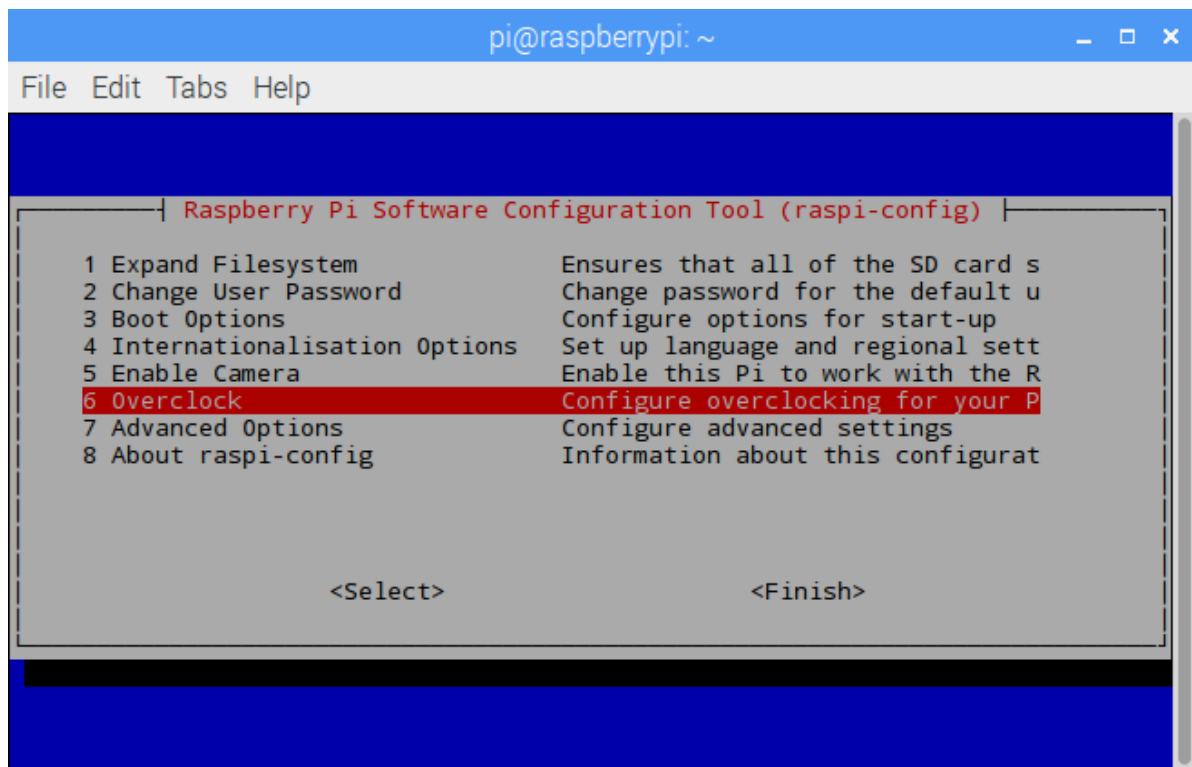 pi@raspberrypi: ~
File Edit Tabs Help
Raspberry Pi Software Configuration Tool (raspi-config)
1 Expand Filesystem Ensures that all of the SD card s
2 Change User Password Change password for the default u
3 Boot Options Configure options for start-up
4 Internationalisation Options Set up language and regional sett
5 Enable Camera Enable this Pi to work with the R
6 Overclock Configure overclocking for your P
7 Advanced Options Configure advanced settings
8 About raspi-config Information about this configurat
<Select> <Finish>